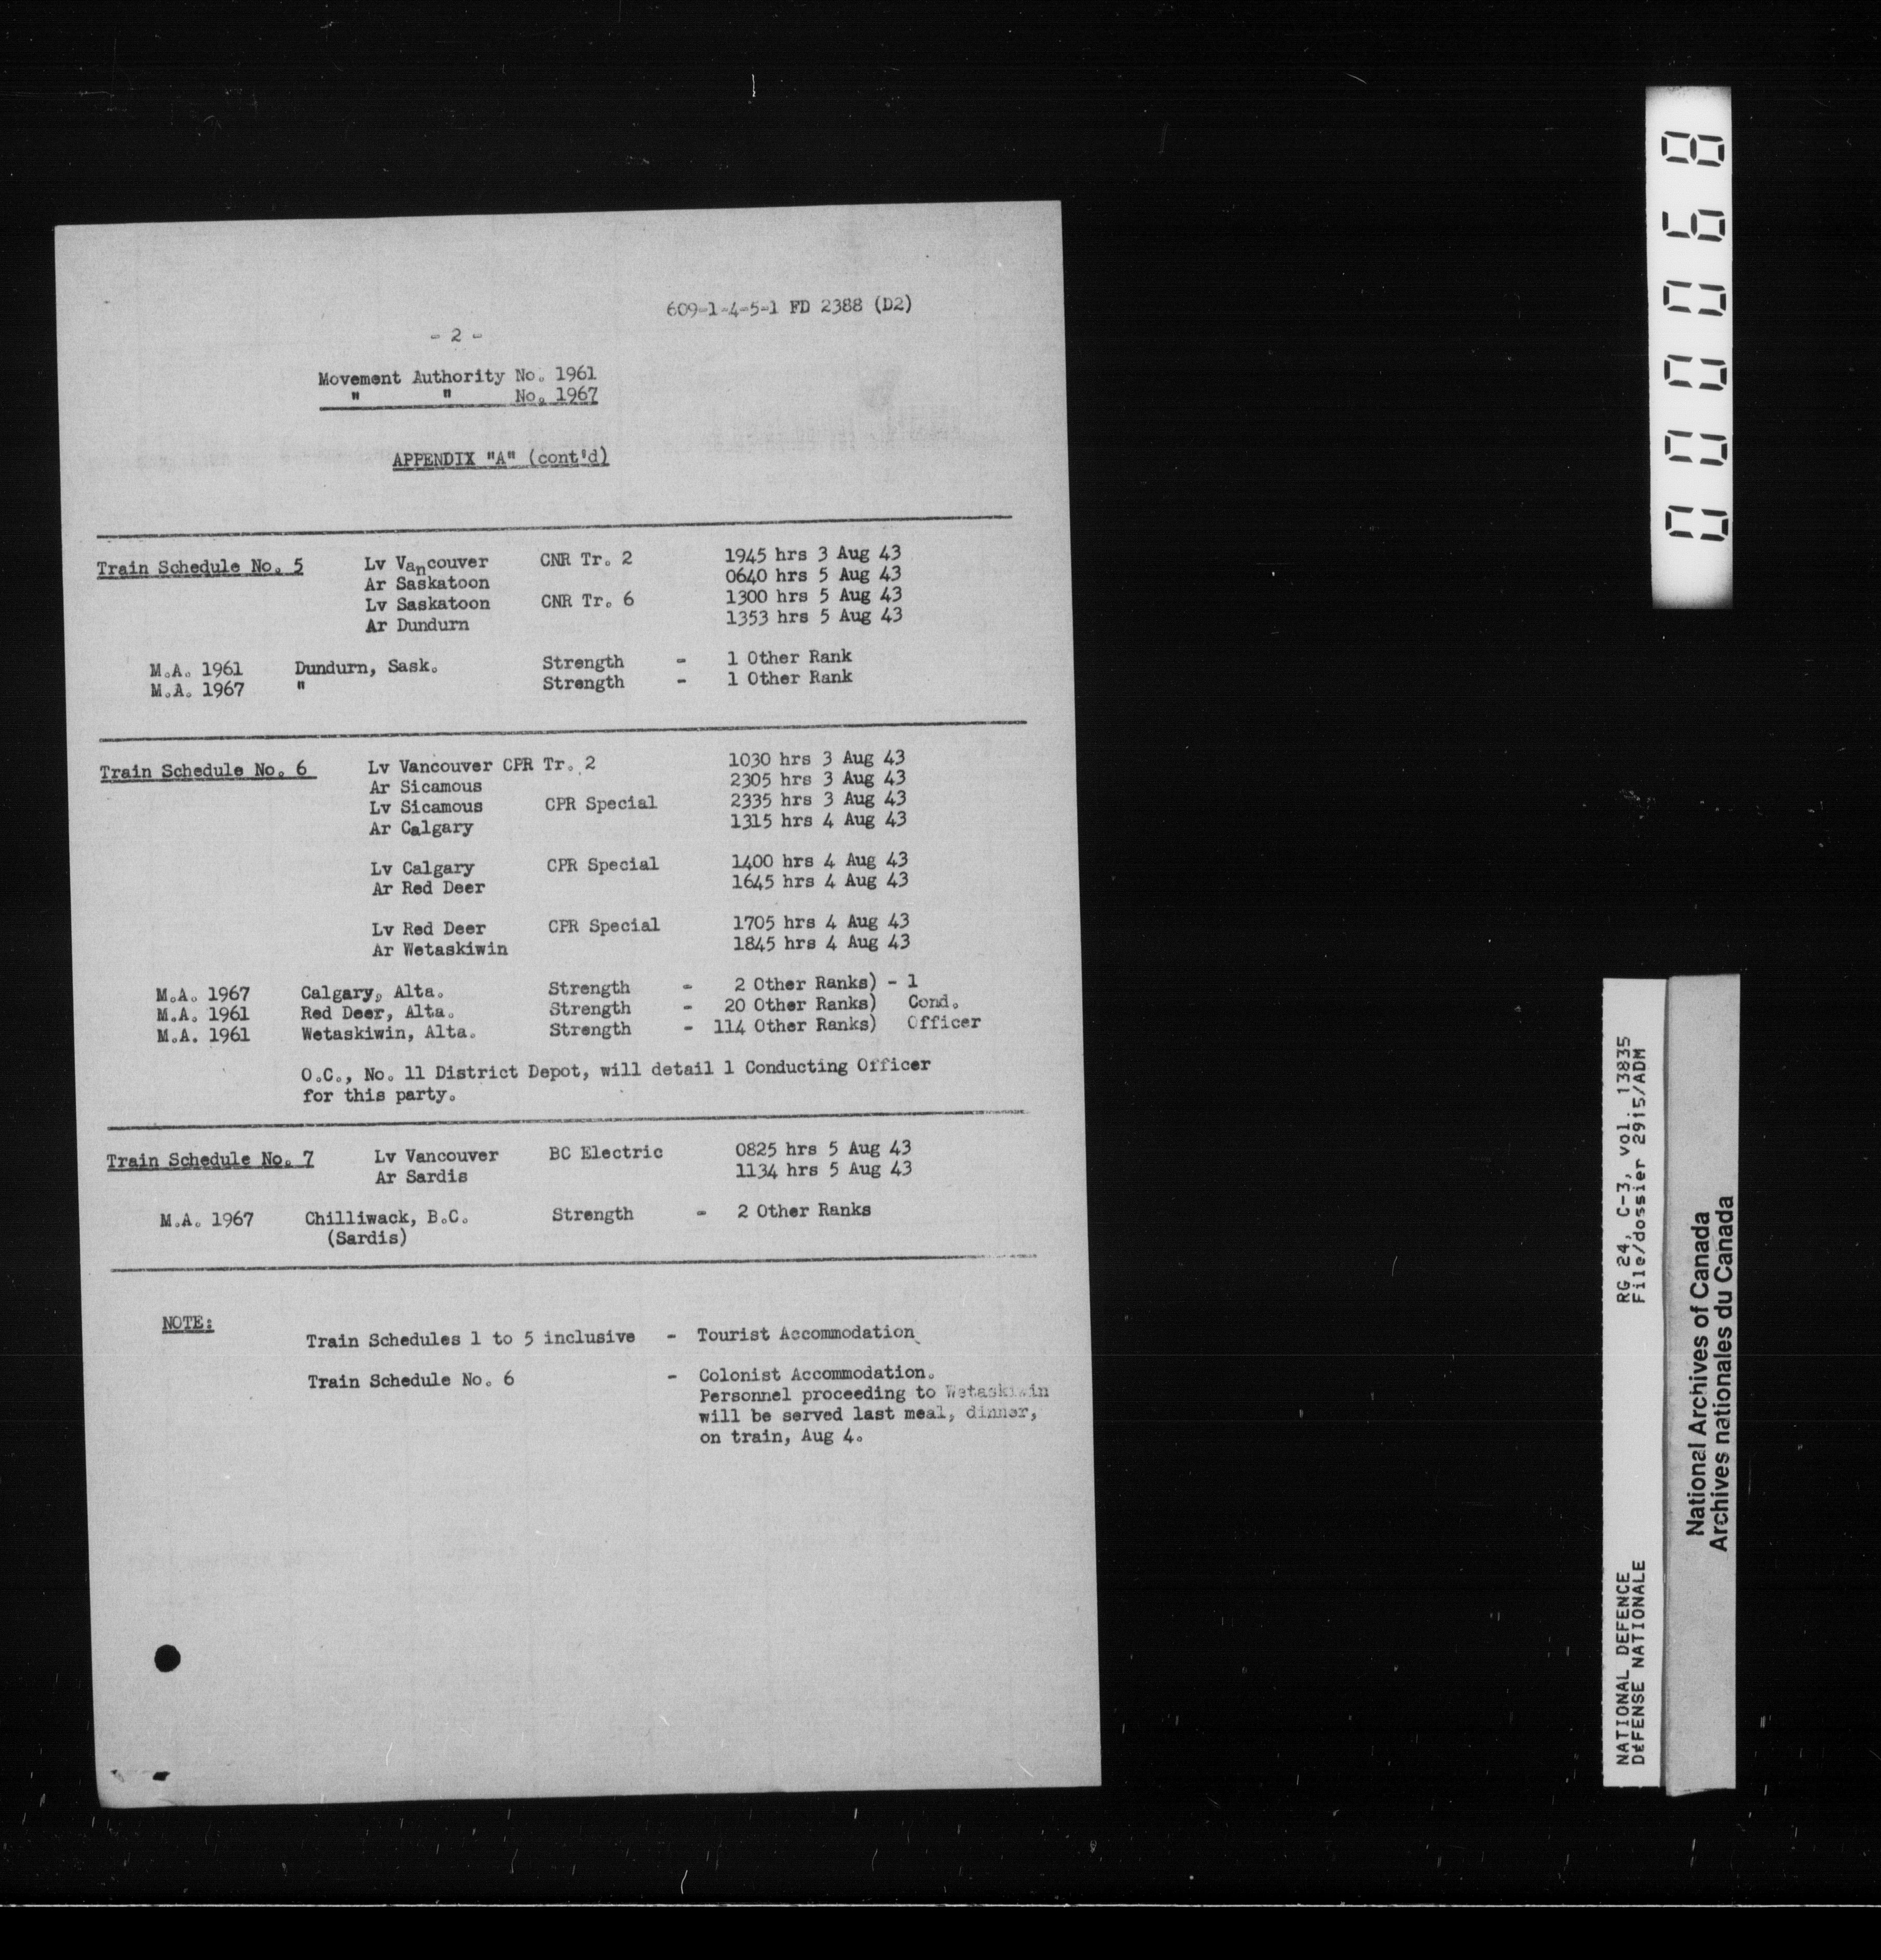 609-1-4-5-1 FD 2388 (D2)
- 2 -
Movement Authority No. 1961
" " No. 1967
APPENDIX "A" (cont'd)
Train Schedule No. 5 Lv Vancouver CNR Tr. 2 1945 hrs 3 Aug 43
Ar Saskatoon 0640 hrs 5 Aug 43
Lv Saskatoon CNR Tr. 6 1300 hrs 5 Aug 43
Ar Dundurn 1353 hrs 5 Aug 43
M.A. 1961 Dundurn, Sask. Strength - 1 Other Rank
M.A. 1967 " Strength - 1 Other Rank
Train Schedule No. 6 Lv Vancouver CPR Tr. 2 1030 hrs 3 Aug 43
Ar Sicamous 2305 hrs 3 Aug 43
Lv Sicamous CPR Special 2335 hrs 3 Aug 43
Ar Calgary 1315 hrs 4 Aug 43
Lv Calgary CPR Special 1400 hrs 4 Aug 43
Ar Red Deer 1645 hrs 4 Aug 43
Lv Red Deer CPR Special 1705 hrs 4 Aug 43
Ar Wetaskiwin 1845 hrs 4 Aug 43
M.A. 1967 Calgary, Alta. Strength - 2 Other Ranks) - 1
M.A. 1961 Red Deer, Alta. Strength - 20 Other Ranks) Cond.
M.A. 1961 Wetaskiwin, Alta. Strength - 114 Other Ranks) Officer
O.C., No. 11 District Depot, will detail 1 Conducting Officer
for this party.
Train Schedule No. 7 Lv Vancouver BC Electric 0825 hrs 5 Aug 43
Ar Sardis 1134 hrs 5 Aug 43
M.A. 1967 Chilliwack, B.C. Strength - 2 Other Ranks
(Sardis)
NOTE:
Train Schedules 1 to 5 inclusive - Tourist Accommodation
Train Schedule No. 6 - Colonist Accommodation.
Personnel proceeding to Wetaskiwin
will be served last meal, dinner,
on train, Aug 4.
000068
RG 24, C-3, vol. 13835
File/dossier 2915/ADM
NATIONAL DEFENCE
DéFENSE NATIONALE
National Archives of Canada
Archives nationales du Canada